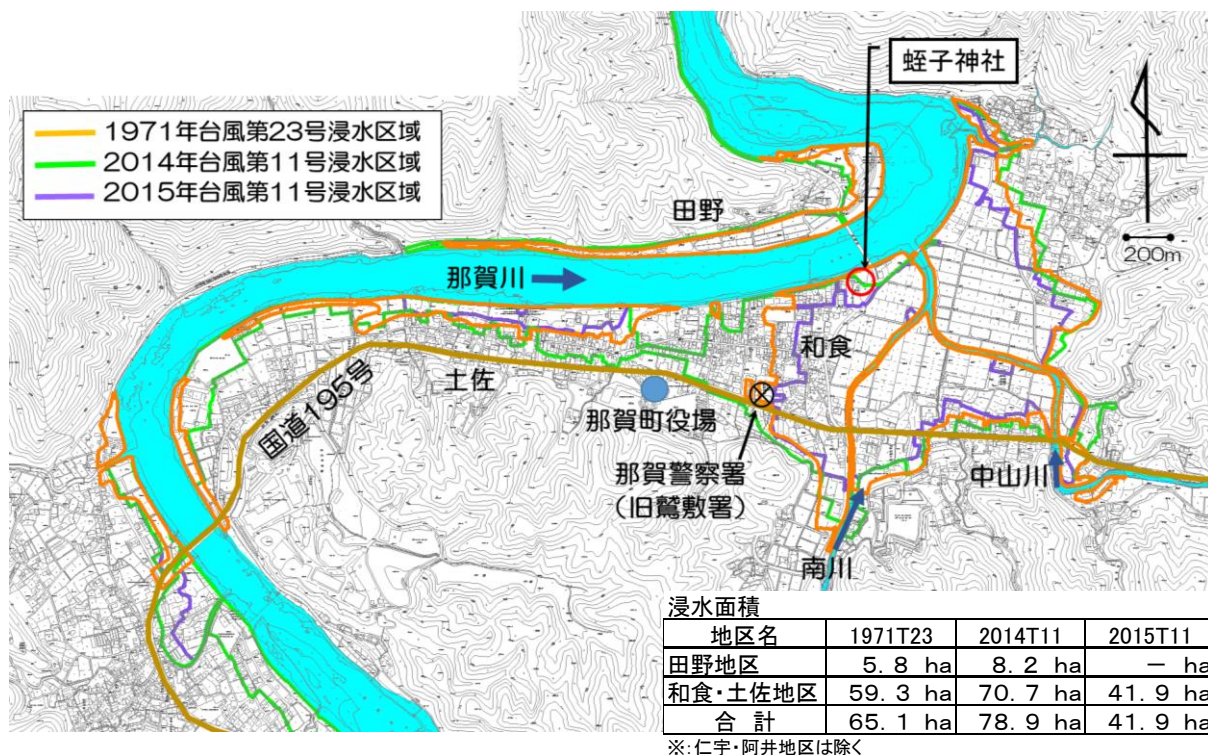 蛭子神社
1971年台風第23号浸水区域
2014年台風第11号浸水区域
2015年台風第11号浸水区域
田野
200m
那賀川
和食
国道195号
土佐
那賀町役場
那賀警察署
(旧鷲敷署)
中山川
南川
浸水面積
地区名 1971T23 2014T11 2015T11
田野地区 5.8 ha 8.2 ha － ha
和食・土佐地区 59.3 ha 70.7 ha 41.9 ha
合計 65.1 ha 78.9 ha 41.9 ha
※:仁宇・阿井地区は除く